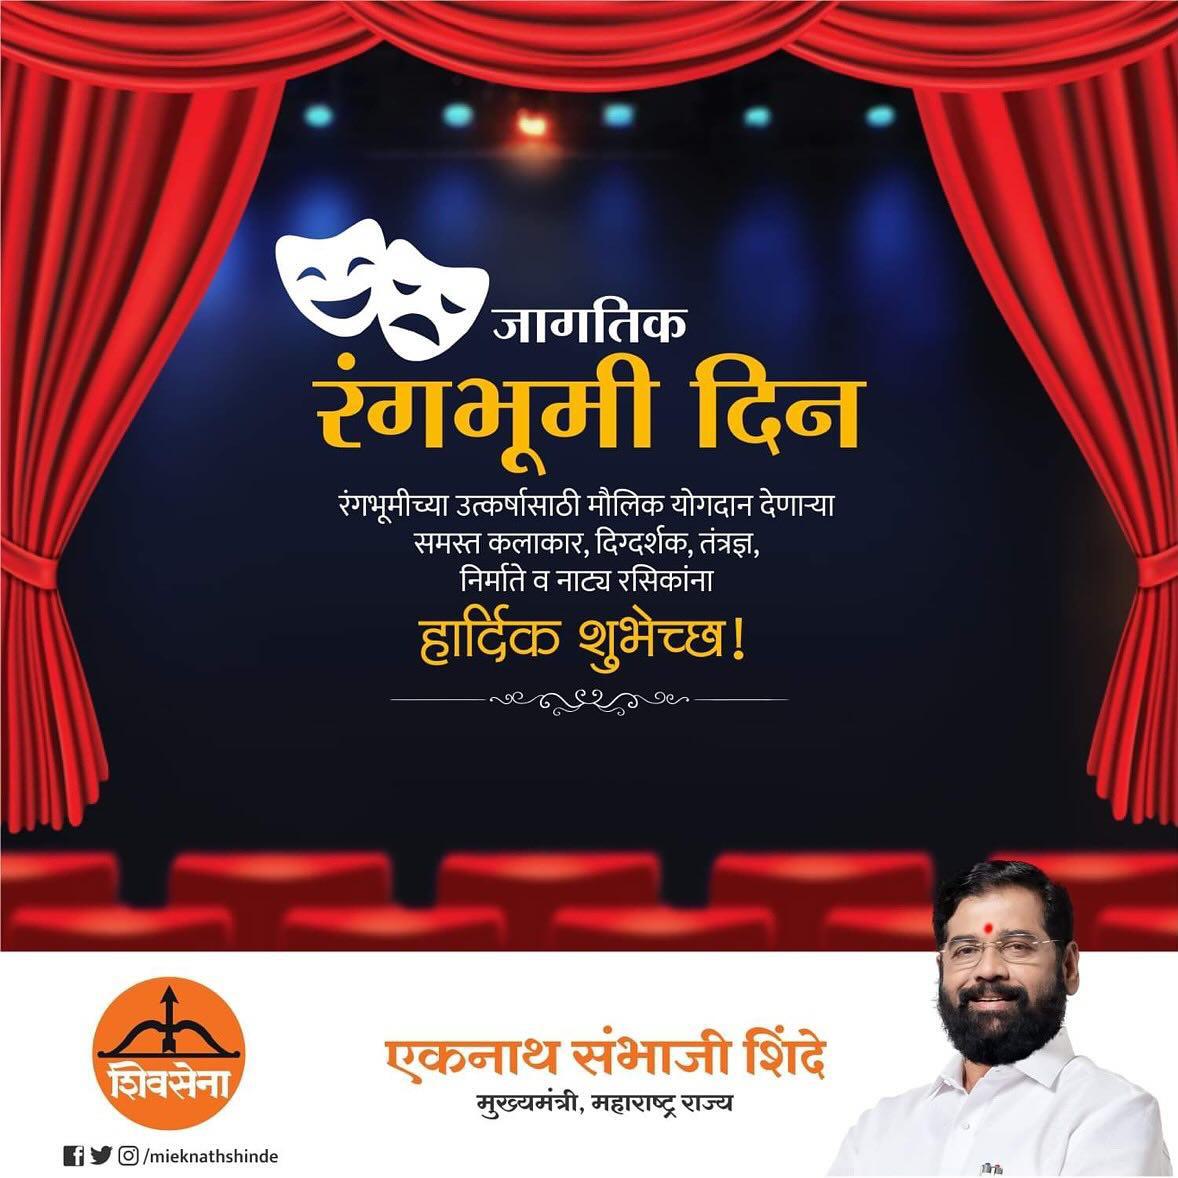 जागतिक
रंगभूमी दिन
रंगभूमीच्या उत्कर्षासाठी मौलिक योगदान देणाऱ्या
समस्त कलाकार, दिग्दर्शक, तंत्रज्ञ,
निर्माते व नाट्य रसिकांना
हार्दिक शुभेच्छा!
शिवसेना
एकनाथ संभाजी शिंदे
मुख्यमंत्री, महाराष्ट्र राज्य
/mieknathshinde